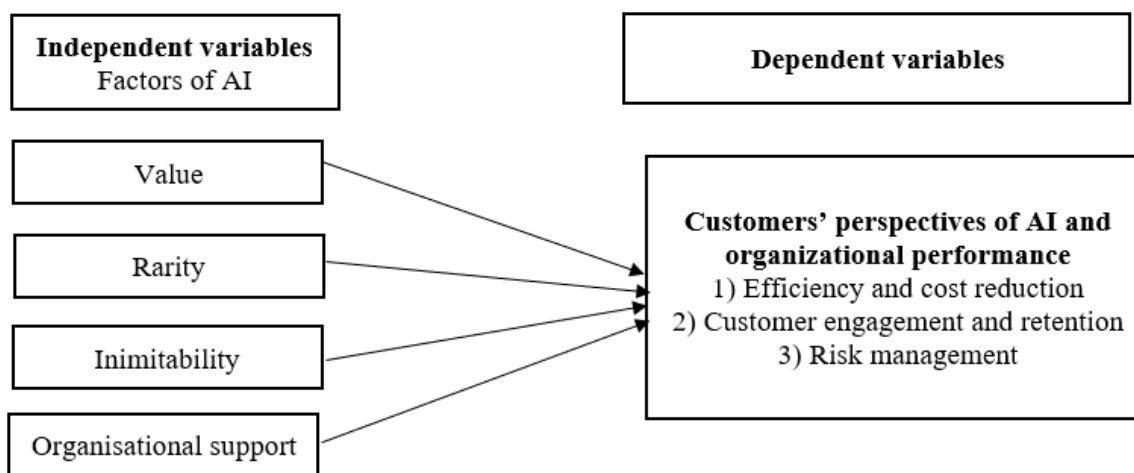 Independent variables
Factors of AI
Dependent variables
Value
Rarity
Inimitability
Organisational support
Customers’ perspectives of AI and
organizational performance
1) Efficiency and cost reduction
2) Customer engagement and retention
3) Risk management